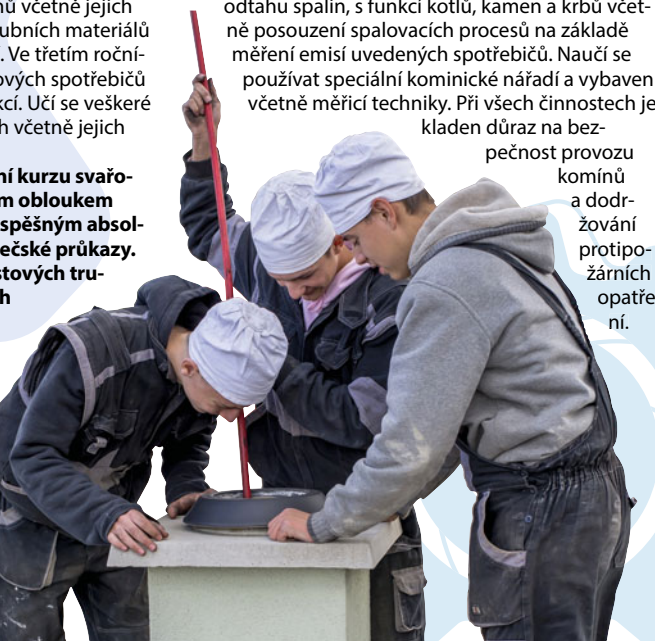 nů včetně jejich
ubních materiálů
. Ve třetím roční-
ových spotřebičů
kcí. Učí se veškeré
h včetně jejich
ní kurzu svařo-
m obloukem
spěšným absol-
ečské průkazy.
stových tru-
h
odtahu spalin, s funkcí kotlů, kamen a krbů včet-
ně posouzení spalovacích procesů na základě
měření emisí uvedených spotřebičů. Naučí se
používat speciální kominické nářadí a vybaven
včetně měřicí techniky. Při všech činnostech je
kladen důraz na bez-
pečnost provozu
komínů
a dodr-
žování
protipo-
žárních
opatře
ní.